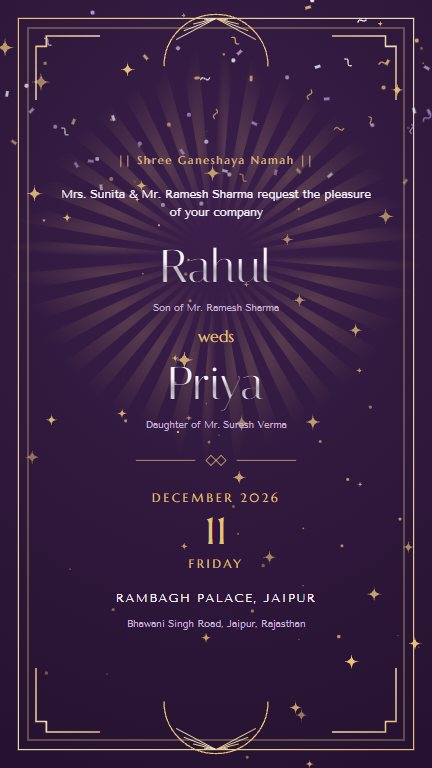 || Shree Ganeshaya Namah ||
Mrs. Sunita & Mr. Ramesh Sharma request the pleasure
of your company
Rahul
Son of Mr. Ramesh Sharma
weds
Priya
Daughter of Mr. Suresh Verma
DECEMBER 2026
11
FRIDAY
RAMBAGH PALACE, JAIPUR
Bhawani Singh Road, Jaipur, Rajasthan